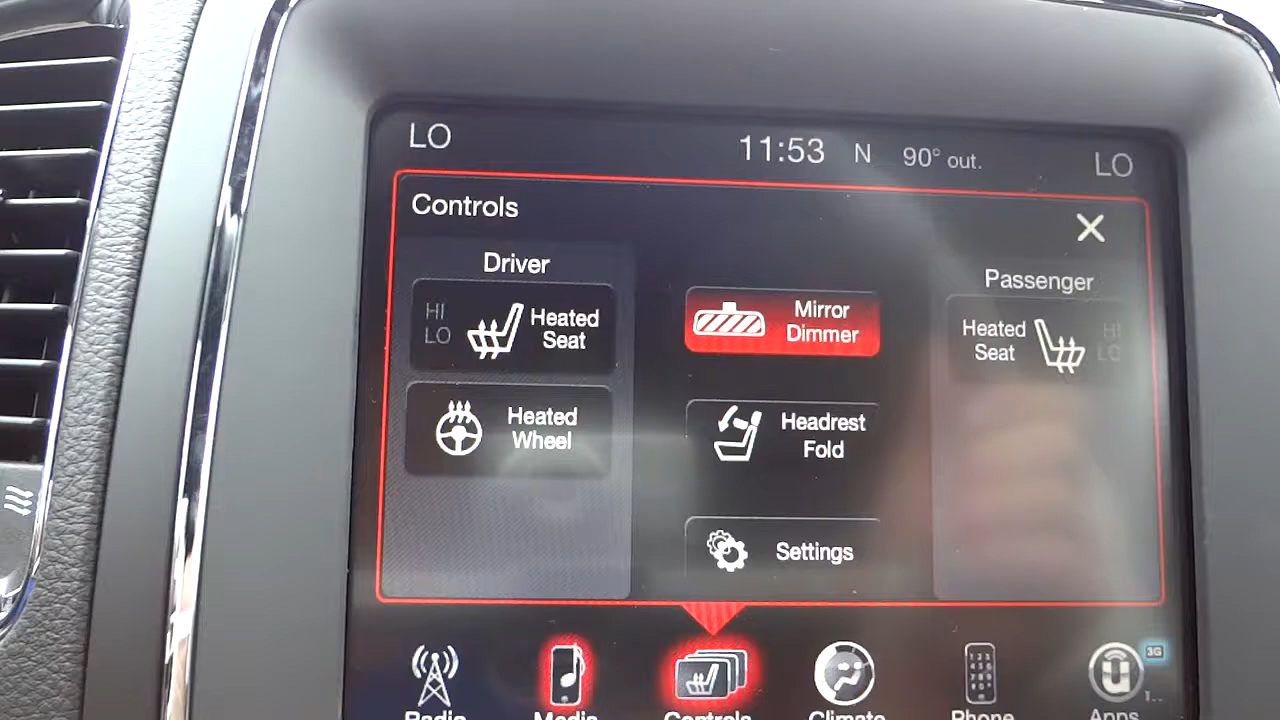 LO
11:53 N 90° out.
LO
Controls
Driver
HI
LO
Heated
Seat
Heated
Wheel
Mirror
Dimmer
Headrest
Fold
Settings
Passenger
Heated
Seat
HI
LO
Radio
Media
Controls
Climate
Phone
Apps
3G